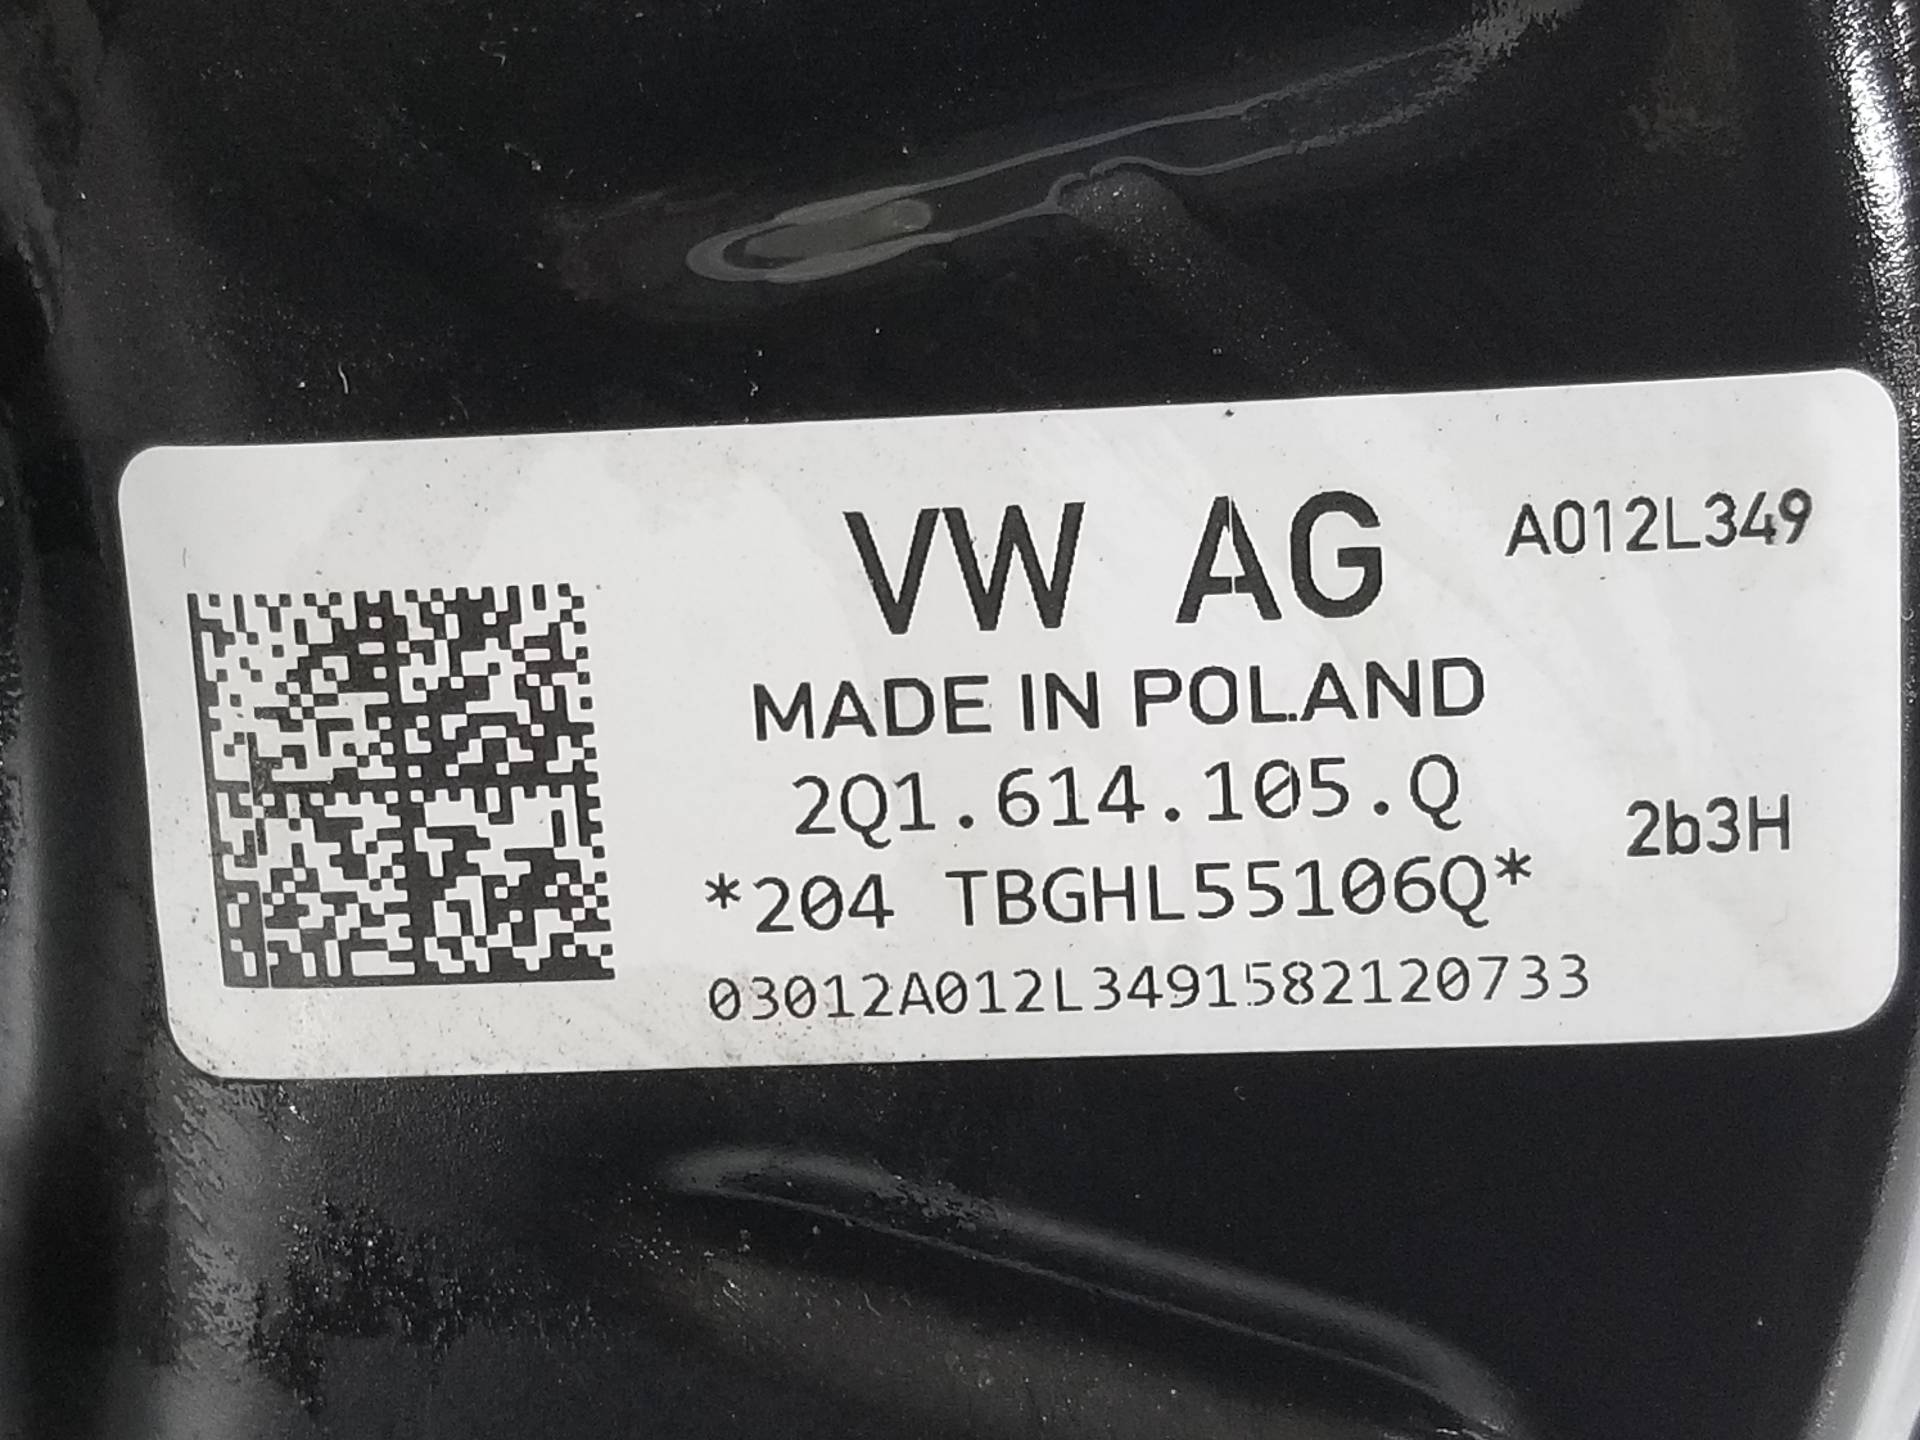 VW AG A012L349
MADE IN POLAND
2Q1.614.105.Q
2b3H
*204 TBGHL55106Q*
03012A012L3491582120733